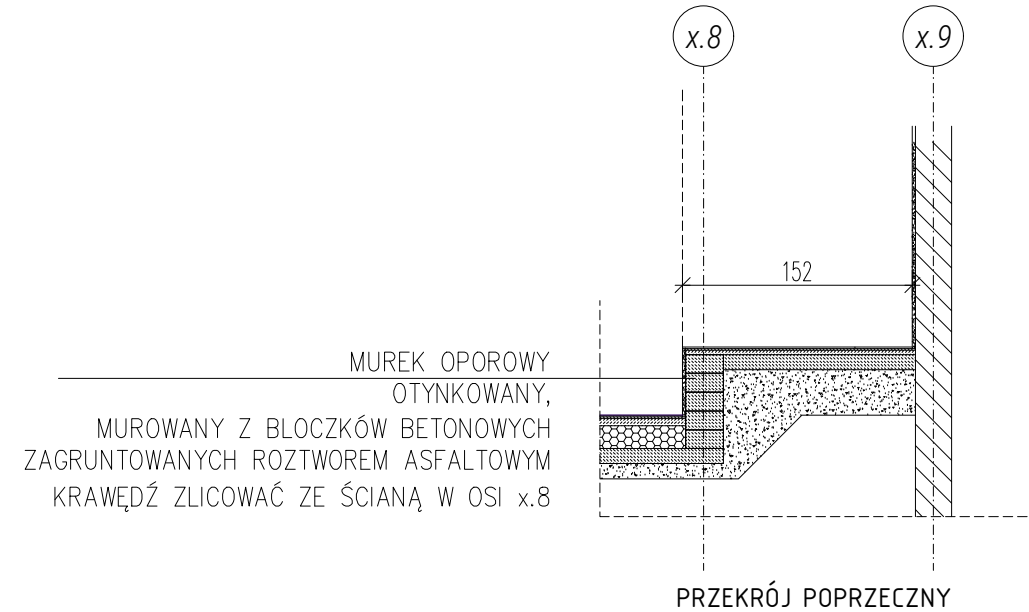 x.8
x.9
152
MUREK OPOROWY
OTYNKOWANY,
MUROWANY Z BLOCZKÓW BETONOWYCH
ZAGRUNTOWANYCH ROZTWOREM ASFALTOWYM
KRAWĘDŹ ZLICOWAĆ ZE ŚCIANĄ W OSI x.8
PRZEKRÓJ POPRZECZNY